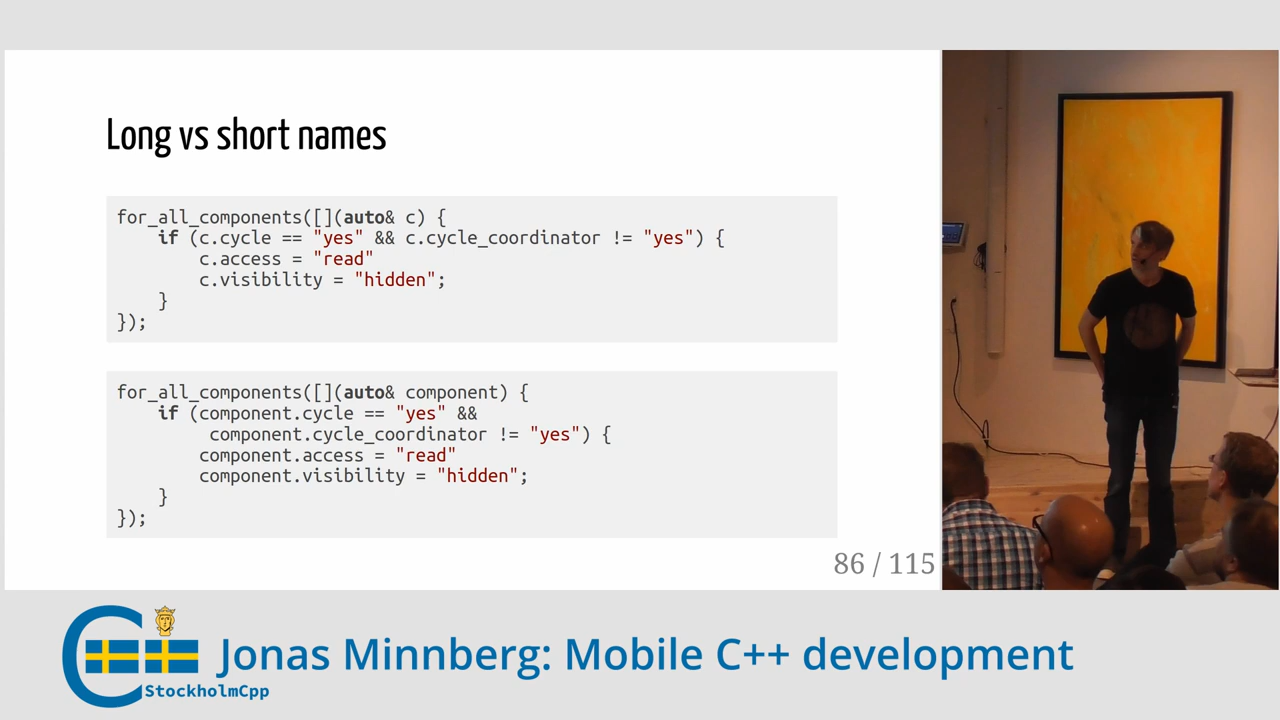 Long vs short names
for_all_components([](auto& c) {
    if (c.cycle == "yes" && c.cycle_coordinator != "yes") {
        c.access = "read"
        c.visibility = "hidden";
    }
});
for_all_components([](auto& component) {
    if (component.cycle == "yes" &&
         component.cycle_coordinator != "yes") {
        component.access = "read"
        component.visibility = "hidden";
    }
});
86 / 115
C++
StockholmCpp
Jonas Minnberg: Mobile C++ development